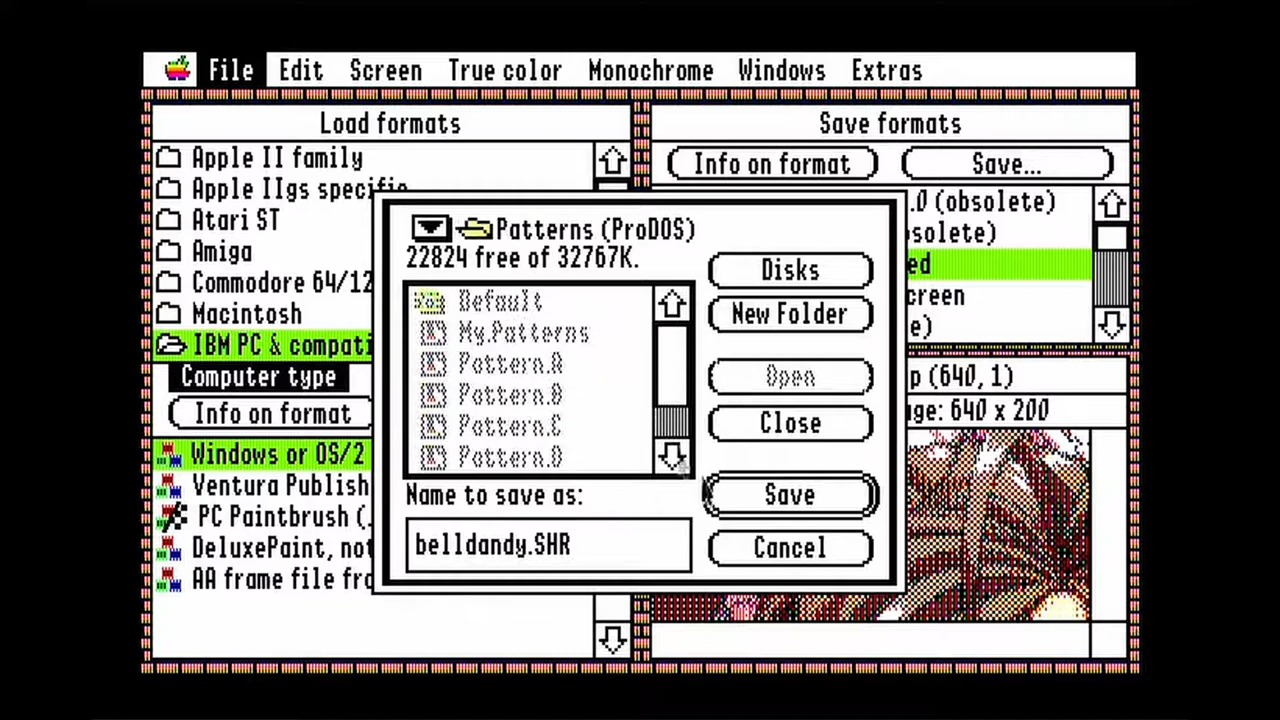 File Edit Screen True color Monochrome Windows Extras
Load formats
Apple II family
Apple IIgs specific
Atari ST
Amiga
Commodore 64/12
Macintosh
IBM PC & compati
Computer type
Info on format
Windows or OS/2
Ventura Publish
PC Paintbrush (.
DeluxePaint, not
AA frame file fr
Save formats
Info on format Save...
.0 (obsolete)
solete)
ed
creen
e)
p (640, 1)
age: 640 x 200
Patterns (ProDOS)
22824 free of 32767K.
Default
My.Patterns
Pattern.A
Pattern.B
Pattern.C
Pattern.D
Name to save as:
belldandy.SHR
Disks
New Folder
Open
Close
Save
Cancel